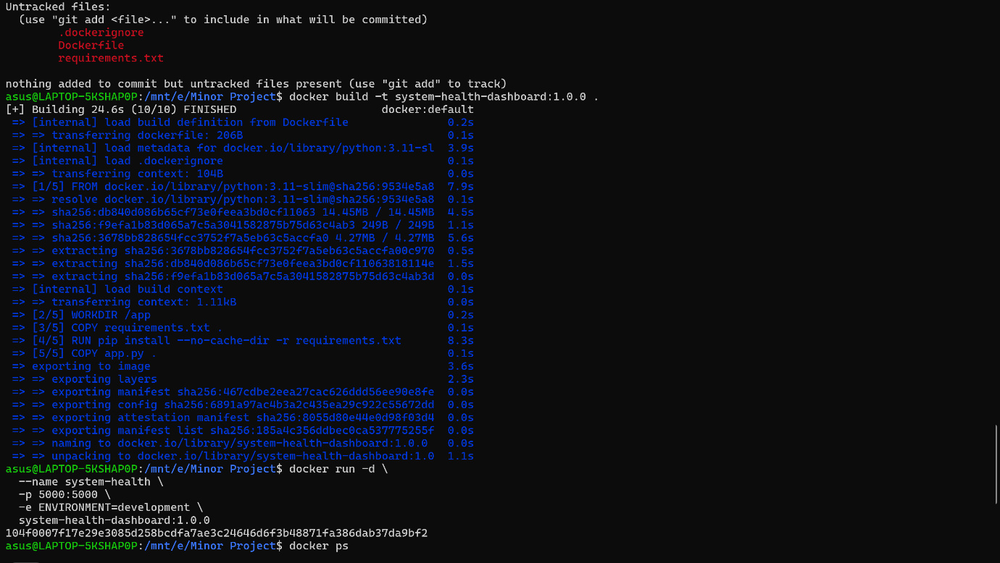 Untracked files:
  (use "git add <file>..." to include in what will be committed)
        .dockerignore
        Dockerfile
        requirements.txt

nothing added to commit but untracked files present (use "git add" to track)
asus@LAPTOP-5KSHAP0P:/mnt/e/Minor Project$ docker build -t system-health-dashboard:1.0.0 .
[+] Building 24.6s (10/10) FINISHED                      docker:default
 => [internal] load build definition from Dockerfile               0.2s
 => => transferring dockerfile: 206B                               0.1s
 => [internal] load metadata for docker.io/library/python:3.11-sl  3.9s
 => [internal] load .dockerignore                                  0.1s
 => => transferring context: 104B                                  0.0s
 => [1/5] FROM docker.io/library/python:3.11-slim@sha256:9534e5a8  7.9s
 => => resolve docker.io/library/python:3.11-slim@sha256:9534e5a8  0.1s
 => => sha256:db840d086b65cf73e0feea3bd0cf11063 14.45MB / 14.45MB  4.5s
 => => sha256:f9efa1b83d065a7c5a3041582875b75d63c4ab3 249B / 249B  1.1s
 => => sha256:3678bb828654fcc3752f7a5eb63c5accfa0 4.27MB / 4.27MB  5.6s
 => => extracting sha256:3678bb828654fcc3752f7a5eb63c5accfa00c970  0.5s
 => => extracting sha256:db840d086b65cf73e0feea3bd0cf11063818114e  1.5s
 => => extracting sha256:f9efa1b83d065a7c5a3041582875b75d63c4ab3d  0.0s
 => [internal] load build context                                  0.1s
 => => transferring context: 1.11kB                                0.0s
 => [2/5] WORKDIR /app                                             0.2s
 => [3/5] COPY requirements.txt .                                  0.1s
 => [4/5] RUN pip install --no-cache-dir -r requirements.txt       8.3s
 => [5/5] COPY app.py .                                            0.1s
 => exporting to image                                             3.6s
 => => exporting layers                                            2.3s
 => => exporting manifest sha256:467cdbe2eea27cac626ddd56ee90e8fe  0.0s
 => => exporting config sha256:6891a97ac4b3a2c435ea29c922c55672dd  0.0s
 => => exporting attestation manifest sha256:8055d80e44e0d98f03d4  0.0s
 => => exporting manifest list sha256:185a4c356ddbec0ca537775255f  0.0s
 => => naming to docker.io/library/system-health-dashboard:1.0.0   0.0s
 => => unpacking to docker.io/library/system-health-dashboard:1.0  1.1s
asus@LAPTOP-5KSHAP0P:/mnt/e/Minor Project$ docker run -d \
  --name system-health \
  -p 5000:5000 \
  -e ENVIRONMENT=development \
  system-health-dashboard:1.0.0
104f0007f17e29e3085d258bcdfa7ae3c24646d6f3b48871fa386dab37da9bf2
asus@LAPTOP-5KSHAP0P:/mnt/e/Minor Project$ docker ps